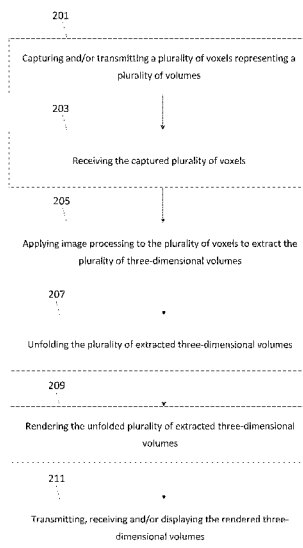 201
Capturing and/or transmitting a plurality of voxels representing a
plurality of volumes
203
Receiving the captured plurality of voxels
205
Applying image processing to the plurality of voxels to extract the
plurality of three-dimensional volumes
207
Unfolding the plurality of extracted three-dimensional volumes
209
Rendering the unfolded plurality of extracted three-dimensional
volumes
211
Transmitting, receiving and/or displaying the rendered three-
dimensional volumes